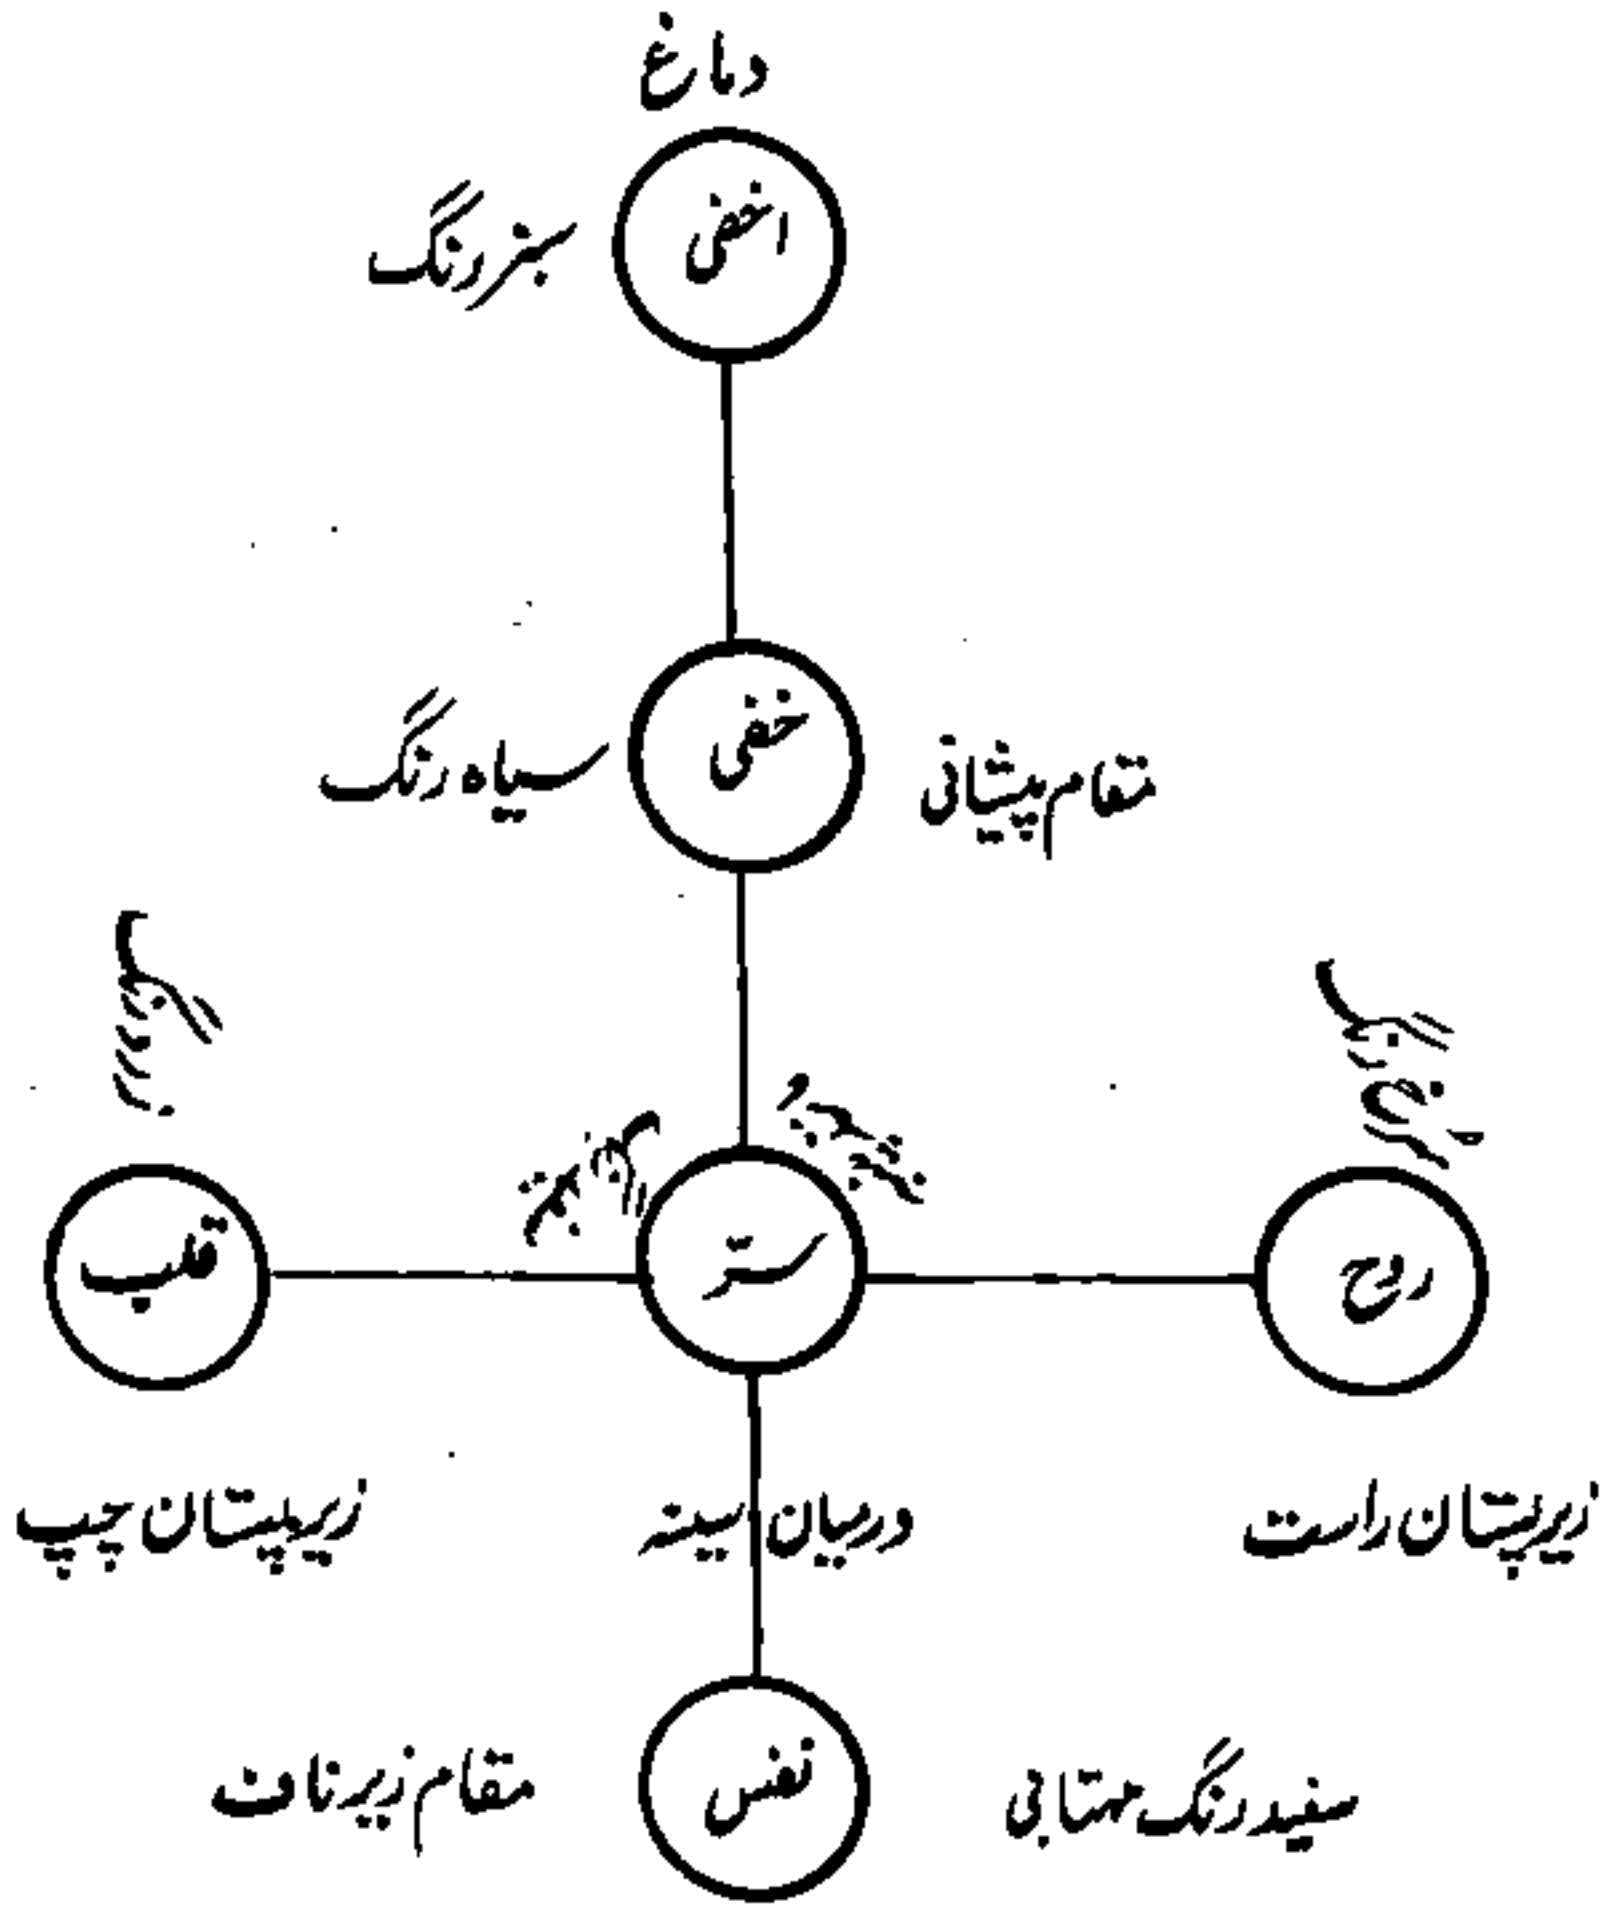 دماغ
اخفیٰ
سبز رنگ
خفی
مقام پیشانی
سیاہ رنگ
سرخ رنگ
زرد رنگ
روح
سرّ
قلب
زیر پستان راست
درمیان سینہ
زیر پستان چپ
نفس
سفید رنگ مہتابی
مقام زیر ناف